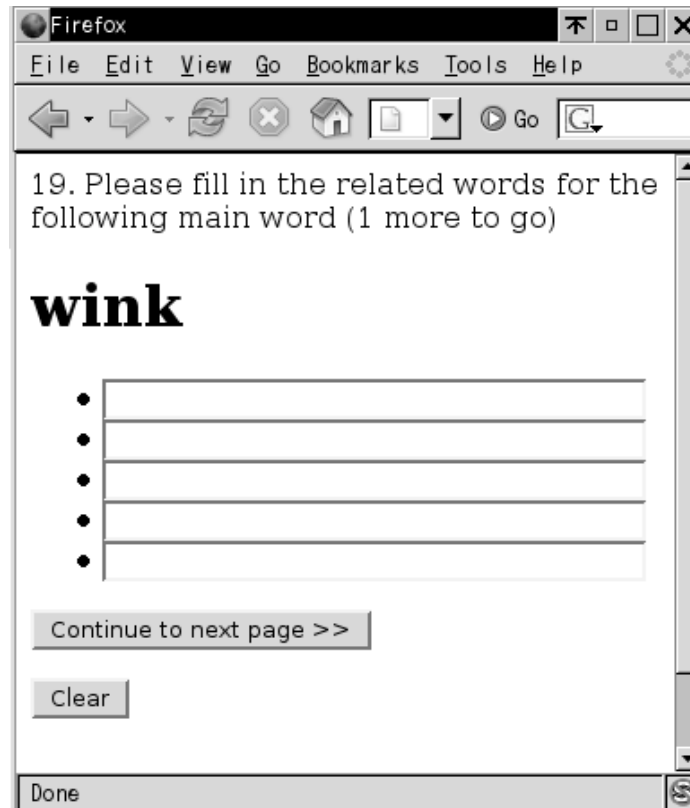 Firefox
File Edit View Go Bookmarks Tools Help
Go G
19. Please fill in the related words for the
following main word (1 more to go)
wink
Continue to next page >>
Clear
Done